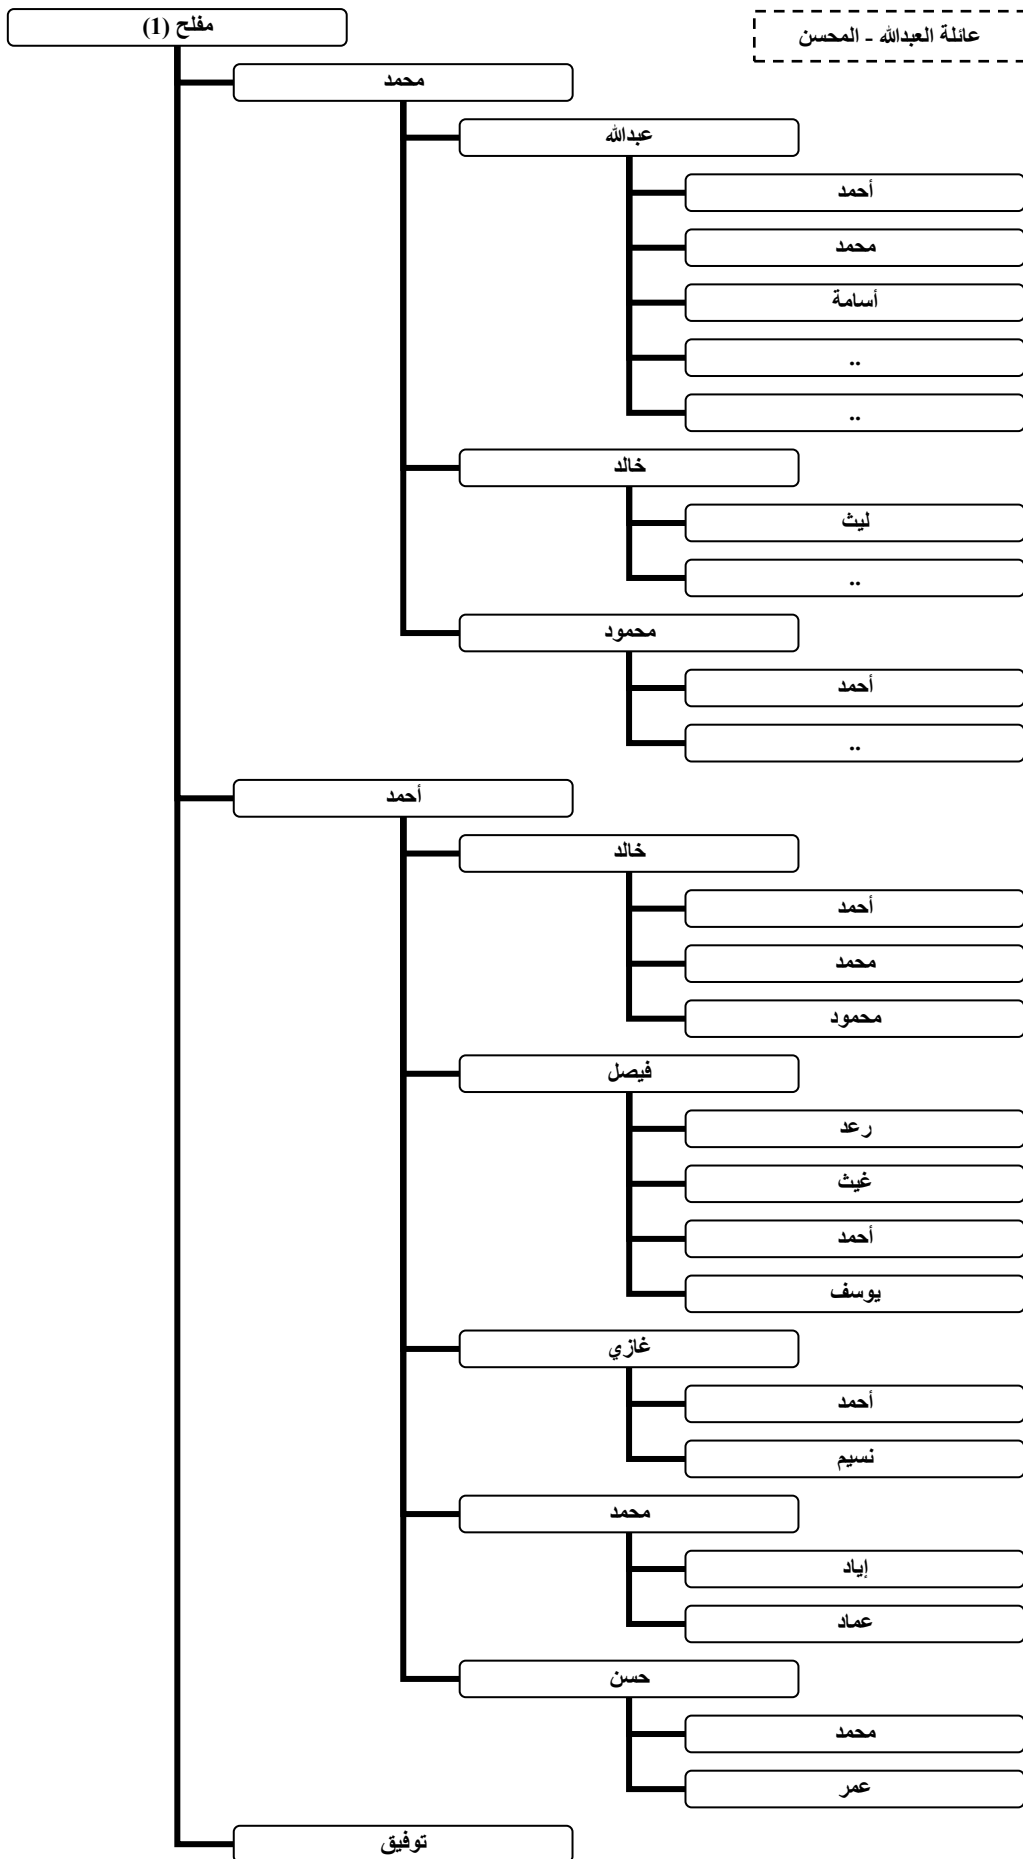 عائلة العبدالله - المحسن
مفلح (1)
محمد
عبدالله
أحمد
محمد
أسامة
..
..
خالد
ليث
..
محمود
أحمد
..
أحمد
خالد
أحمد
محمد
محمود
فيصل
رعد
غيث
أحمد
يوسف
غازي
أحمد
نسيم
محمد
إياد
عماد
حسن
محمد
عمر
توفيق